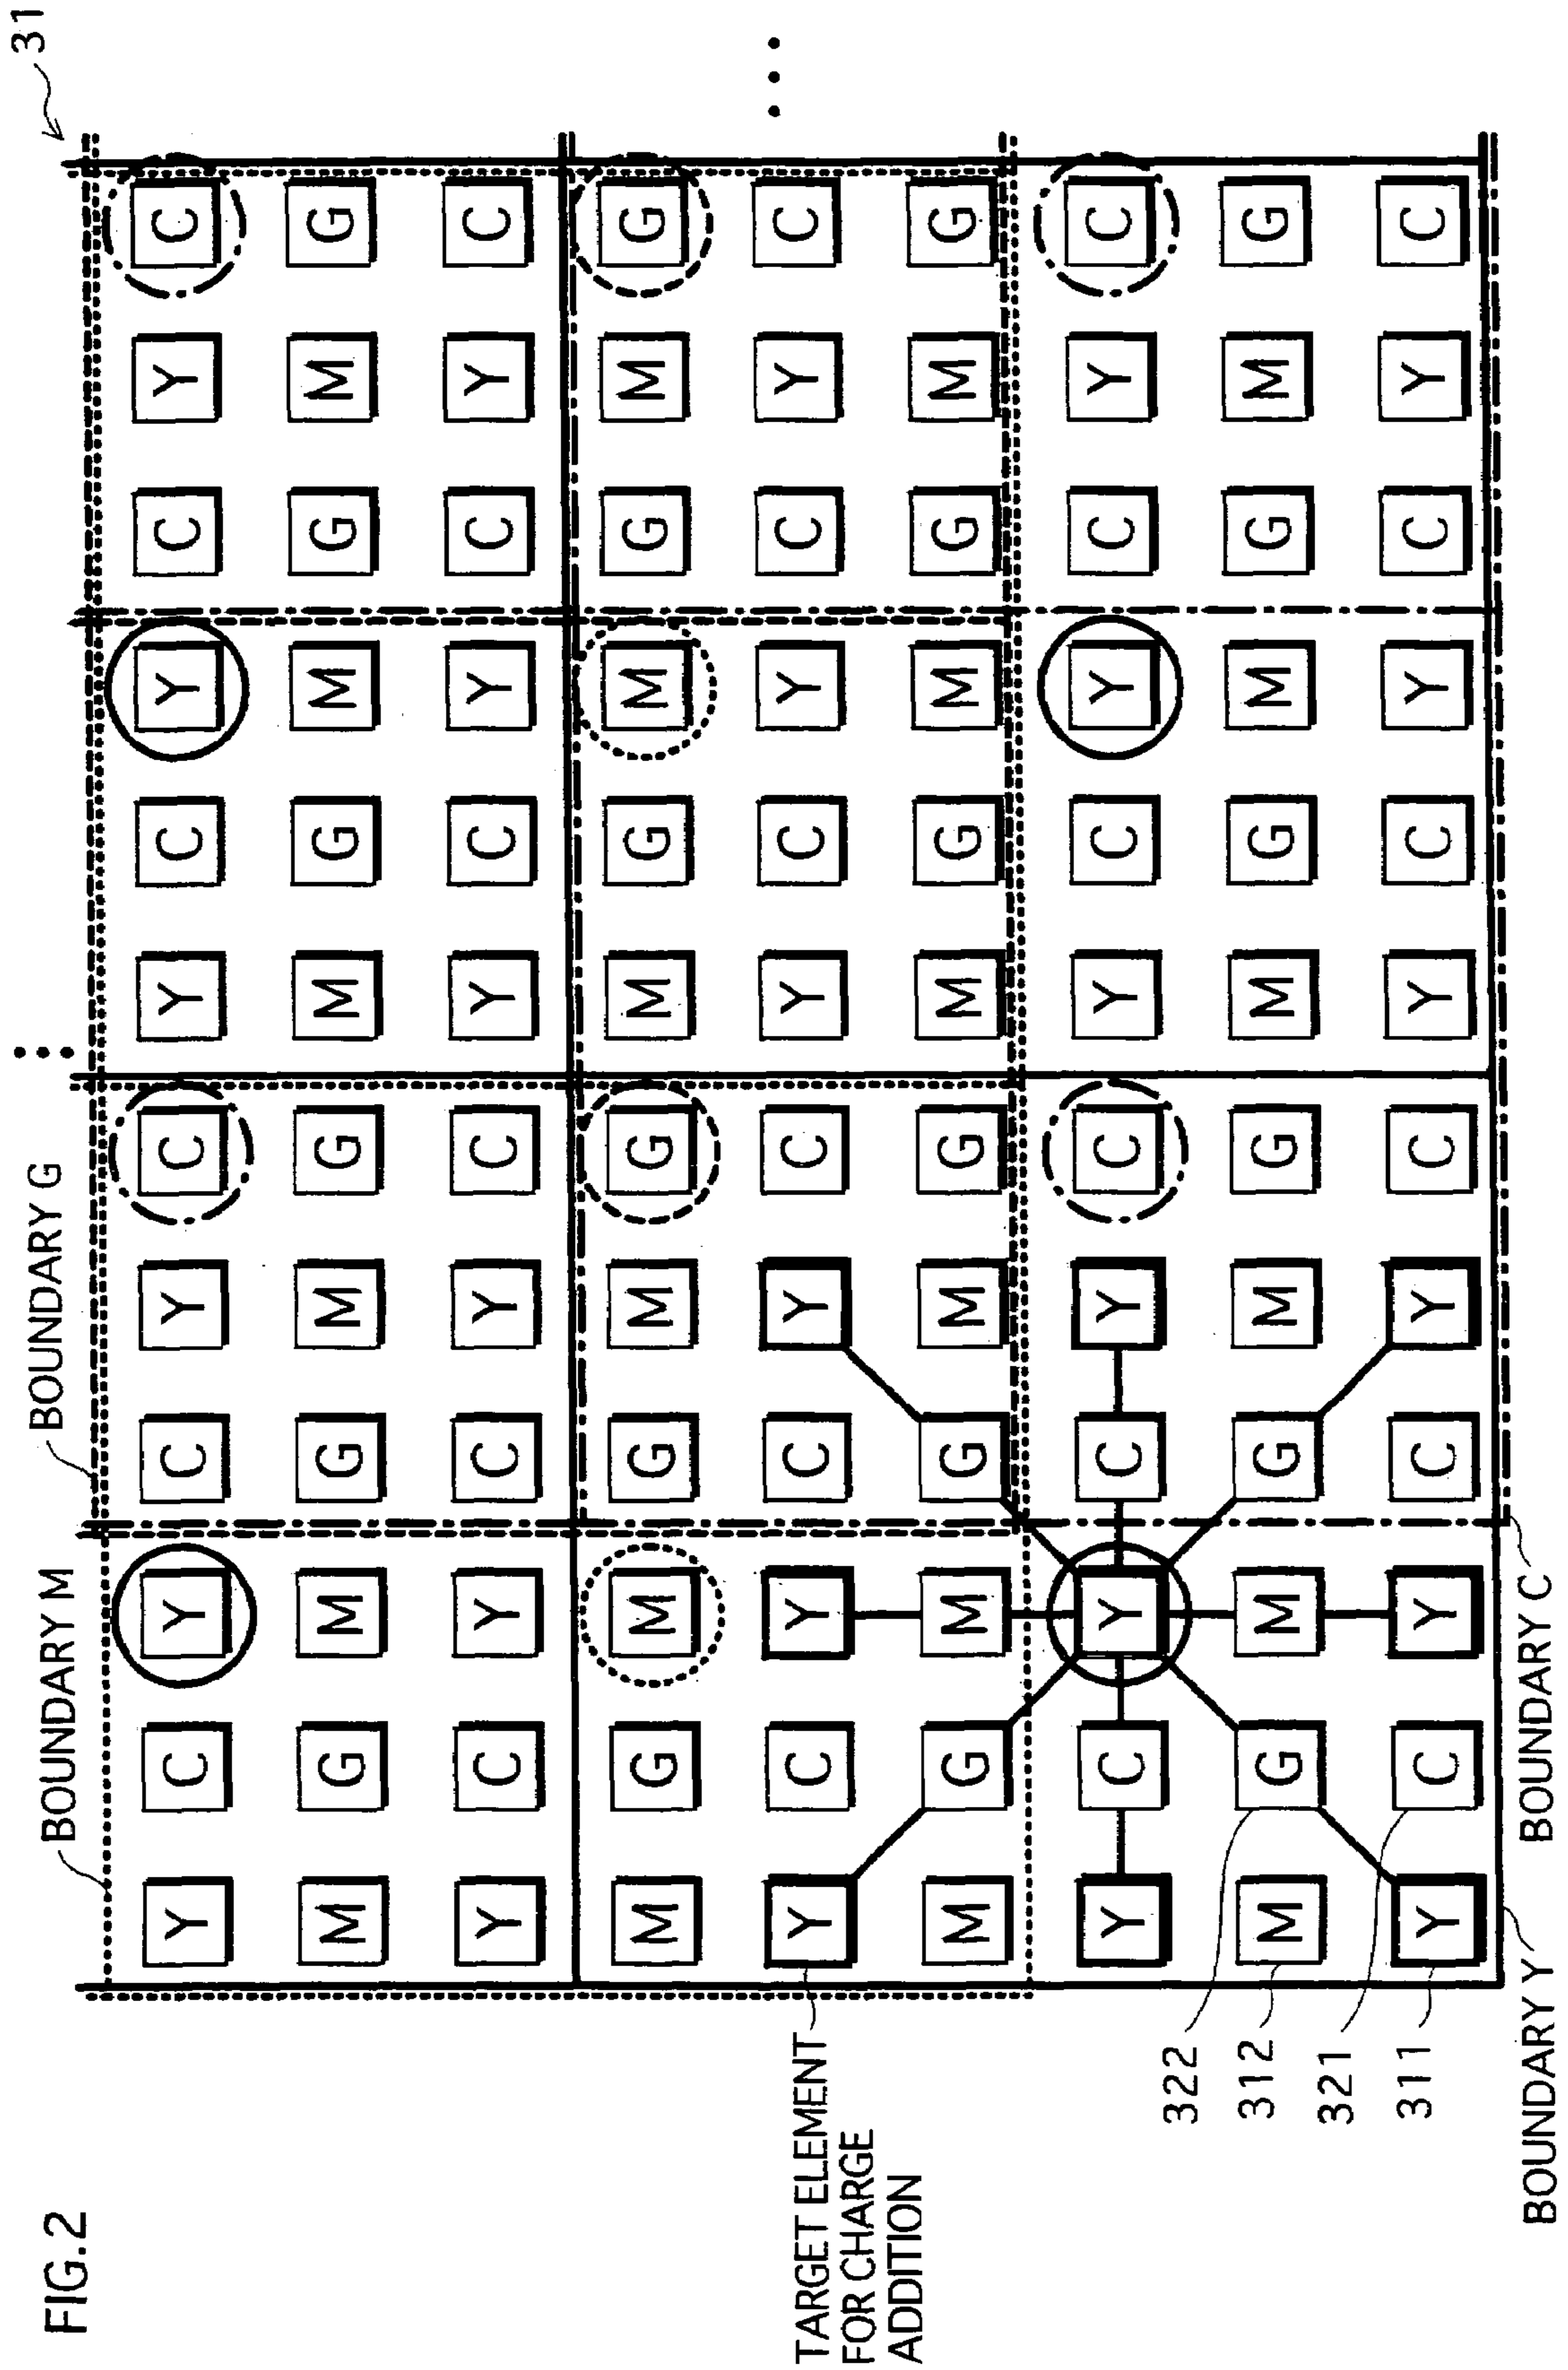 FIG.2
31
BOUNDARY M
BOUNDARY G
Y C Y C Y C Y C Y C Y C
M G M G M G M G M G M G
Y C Y C Y C Y C Y C Y C
M G M G M G M G M G M G
TARGET ELEMENT
FOR CHARGE
ADDITION
Y C Y C Y C Y C Y C Y C
M G M G M G M G M G M G
Y C Y C Y C Y C Y C Y C
322
312
M G M G M G M G M G M G
321
311
Y C Y C Y C Y C Y C Y C
BOUNDARY Y
BOUNDARY C